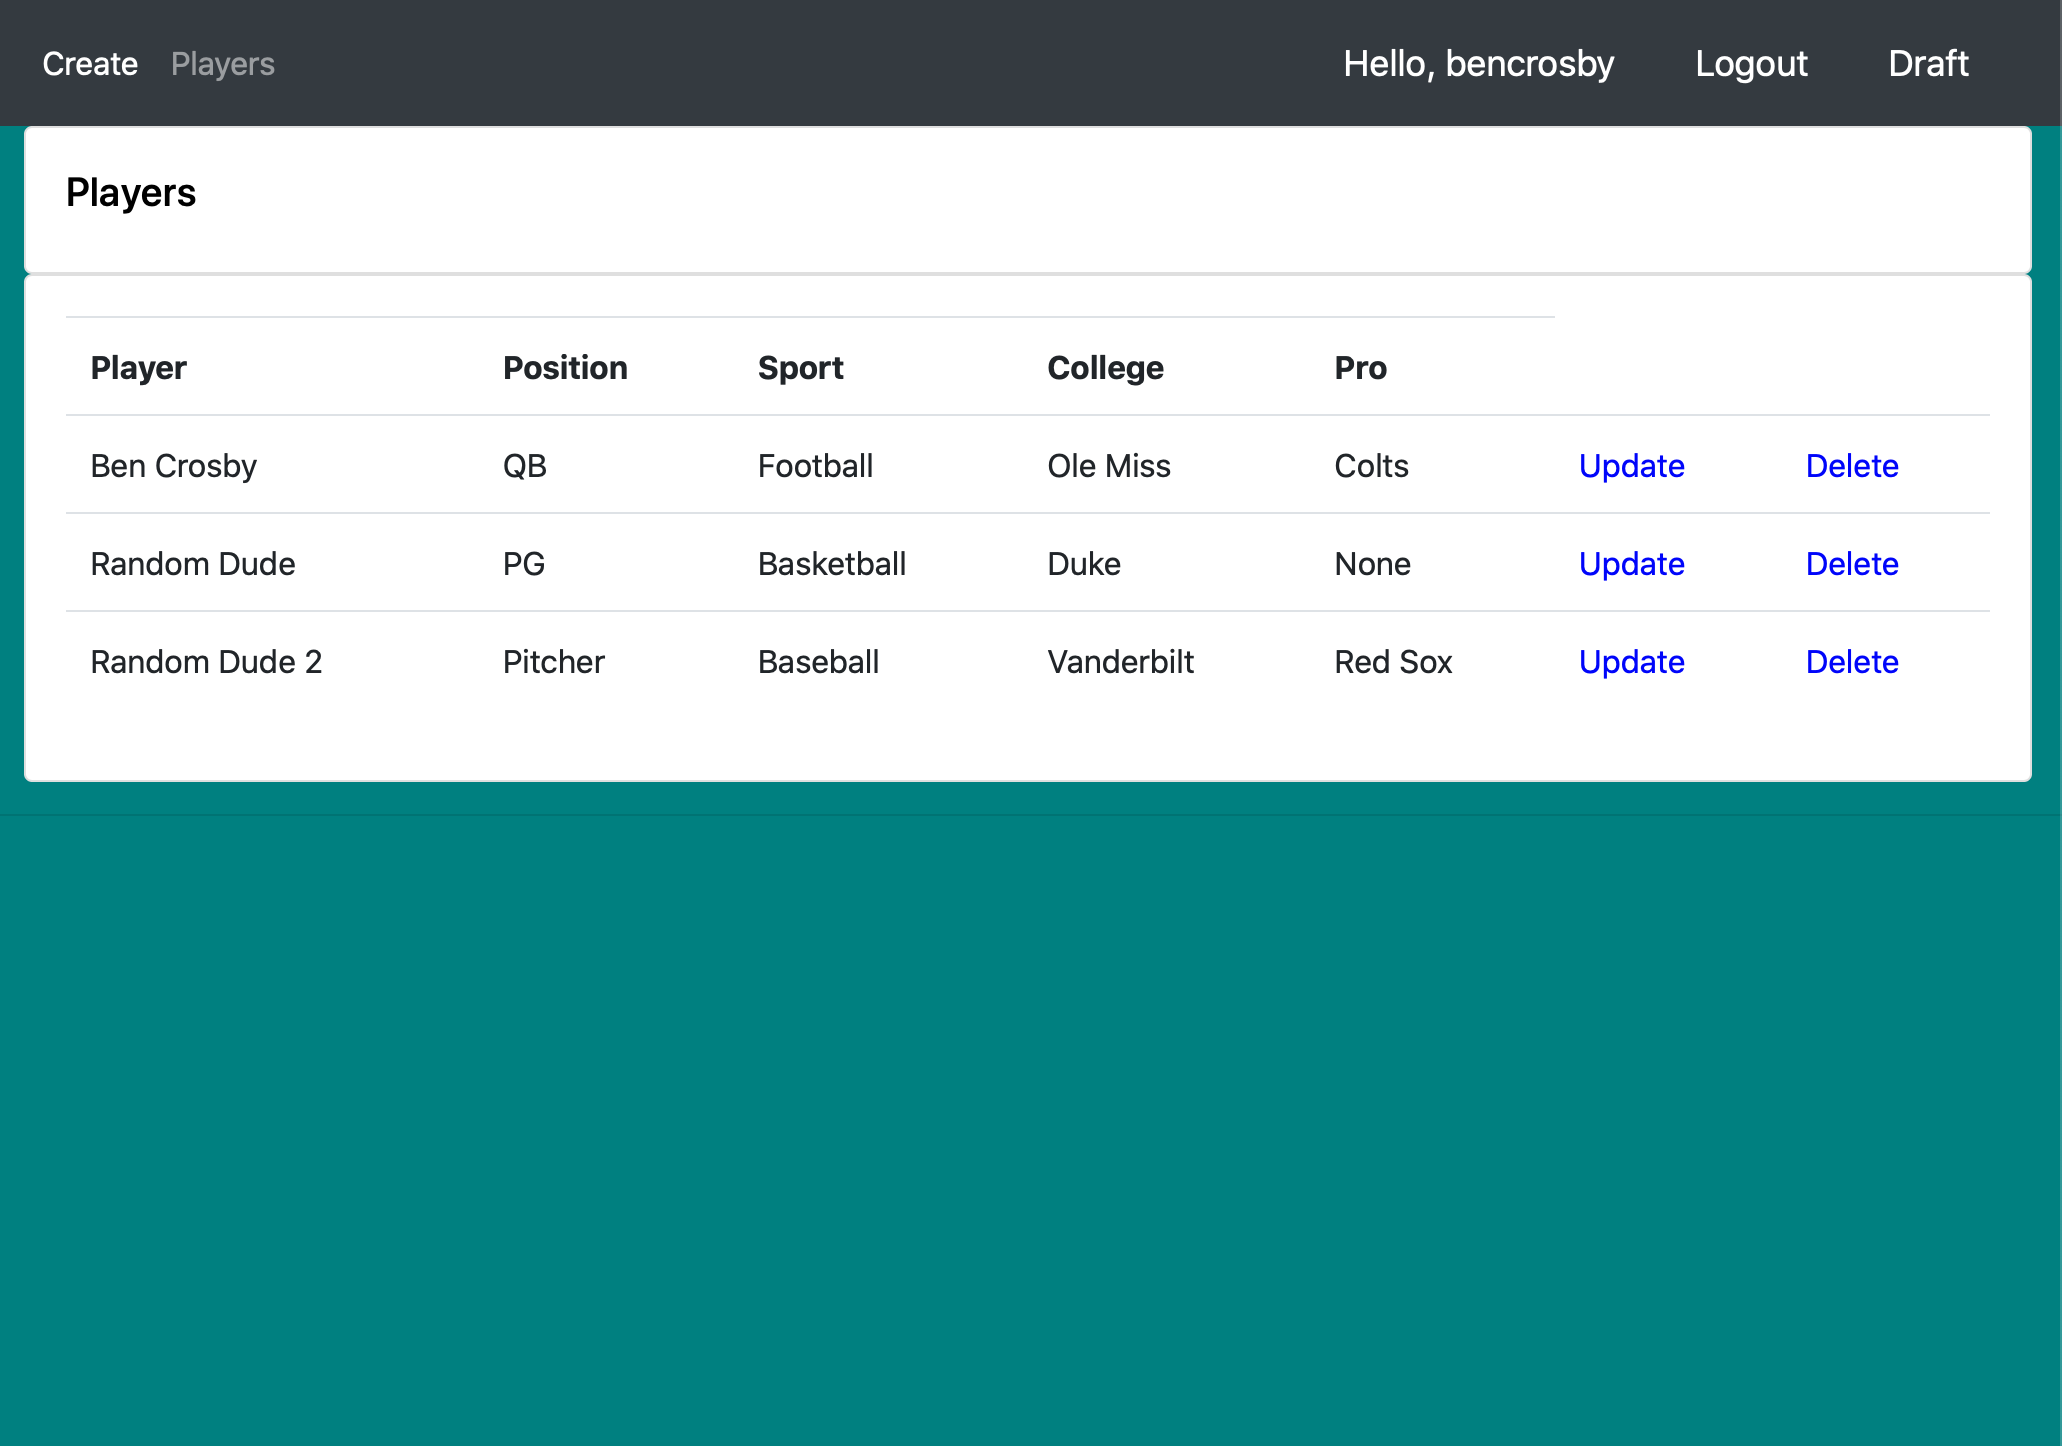 Create Players Hello, bencrosby Logout Draft
Players
Player Position Sport College Pro
Ben Crosby QB Football Ole Miss Colts Update Delete
Random Dude PG Basketball Duke None Update Delete
Random Dude 2 Pitcher Baseball Vanderbilt Red Sox Update Delete